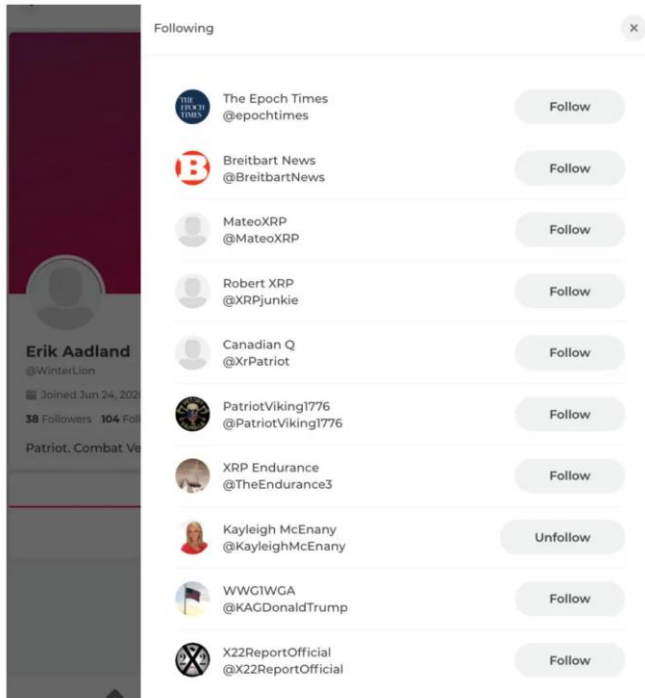 Following
×
THE
EPOCH
TIMES
The Epoch Times
@epochtimes
Follow
B
Breitbart News
@BreitbartNews
Follow
MateoXRP
@MateoXRP
Follow
Robert XRP
@XRPjunkie
Follow
Canadian Q
@XrPatriot
Follow
PatriotViking1776
@PatriotViking1776
Follow
XRP Endurance
@TheEndurance3
Follow
Kayleigh McEnany
@KayleighMcEnany
Unfollow
WWG1WGA
@KAGDonaldTrump
Follow
X22
X22ReportOfficial
@X22ReportOfficial
Follow
Erik Aadland
@WinterLion
Joined Jun 24, 202
38 Followers 104 Foll
Patriot. Combat Ve